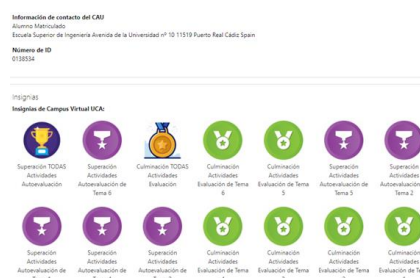 Información de contacto del CAU
Alumno Matriculado
Escuela Superior de Ingeniería Avenida de la Universidad nº 10 11519 Puerto Real Cádiz Spain
Número de ID
0138534
Insignias
Insignias de Campus Virtual UCA:
Superación TODAS Actividades Autoevaluación
Superación Actividades Autoevaluación de Tema 6
Culminación TODAS Actividades Evaluación
Culminación Actividades Evaluación de Tema 6
Culminación Actividades Evaluación de Tema 5
Superación Actividades Autoevaluación de Tema 5
Superación Actividades Autoevaluación Tema 2
Superación Actividades Autoevaluación de
Superación Actividades Autoevaluación de
Superación Actividades Autoevaluación de
Culminación Actividades Evaluación de Tema
Culminación Actividades Evaluación de Tema
Culminación Actividades Evaluación de Tema
Culminación Actividades